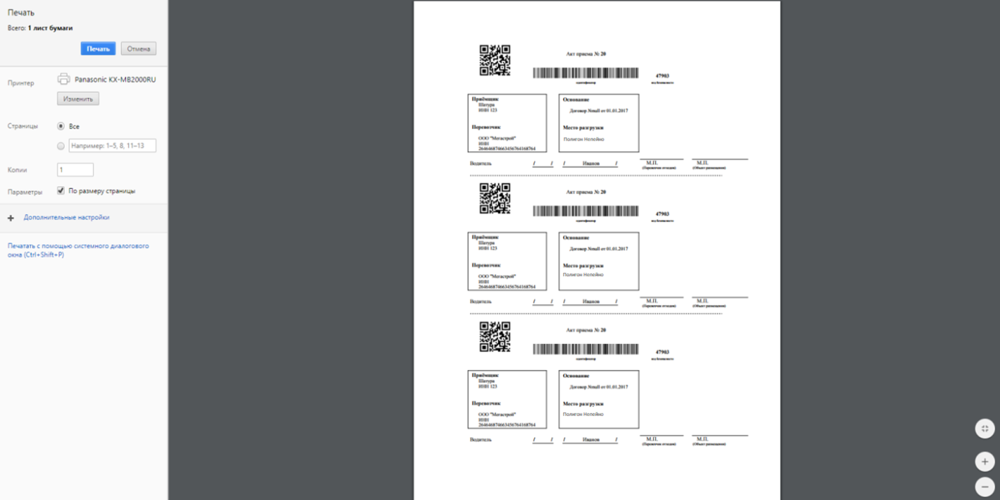 Печать
Всего: 1 лист бумаги
Печать
Отмена
Принтер
Panasonic KX-MB2000RU
Изменить
Страницы
Все
Например: 1–5, 8, 11–13
Копии
1
Параметры
По размеру страницы
+ Дополнительные настройки
Печатать с помощью системного диалогового
окна (Ctrl+Shift+P)
Акт приема № 20
47903
идентификатор
код безопасности
Приёмщик
Шатура
ИНН 123
Перевозчик
ООО "Мегастрой"
ИНН
264646874663456764168764
Основание
Договор №null от 01.01.2017
Место разгрузки
Полигон Непейно
Водитель / / / Иванов /
М.П.
(Перевозчик отходов)
М.П.
(Объект размещения)
Акт приема № 20
47903
идентификатор
код безопасности
Приёмщик
Шатура
ИНН 123
Перевозчик
ООО "Мегастрой"
ИНН
264646874663456764168764
Основание
Договор №null от 01.01.2017
Место разгрузки
Полигон Непейно
Водитель / / / Иванов /
М.П.
(Перевозчик отходов)
М.П.
(Объект размещения)
Акт приема № 20
47903
идентификатор
код безопасности
Приёмщик
Шатура
ИНН 123
Перевозчик
ООО "Мегастрой"
ИНН
264646874663456764168764
Основание
Договор №null от 01.01.2017
Место разгрузки
Полигон Непейно
Водитель / / / Иванов /
М.П.
(Перевозчик отходов)
М.П.
(Объект размещения)